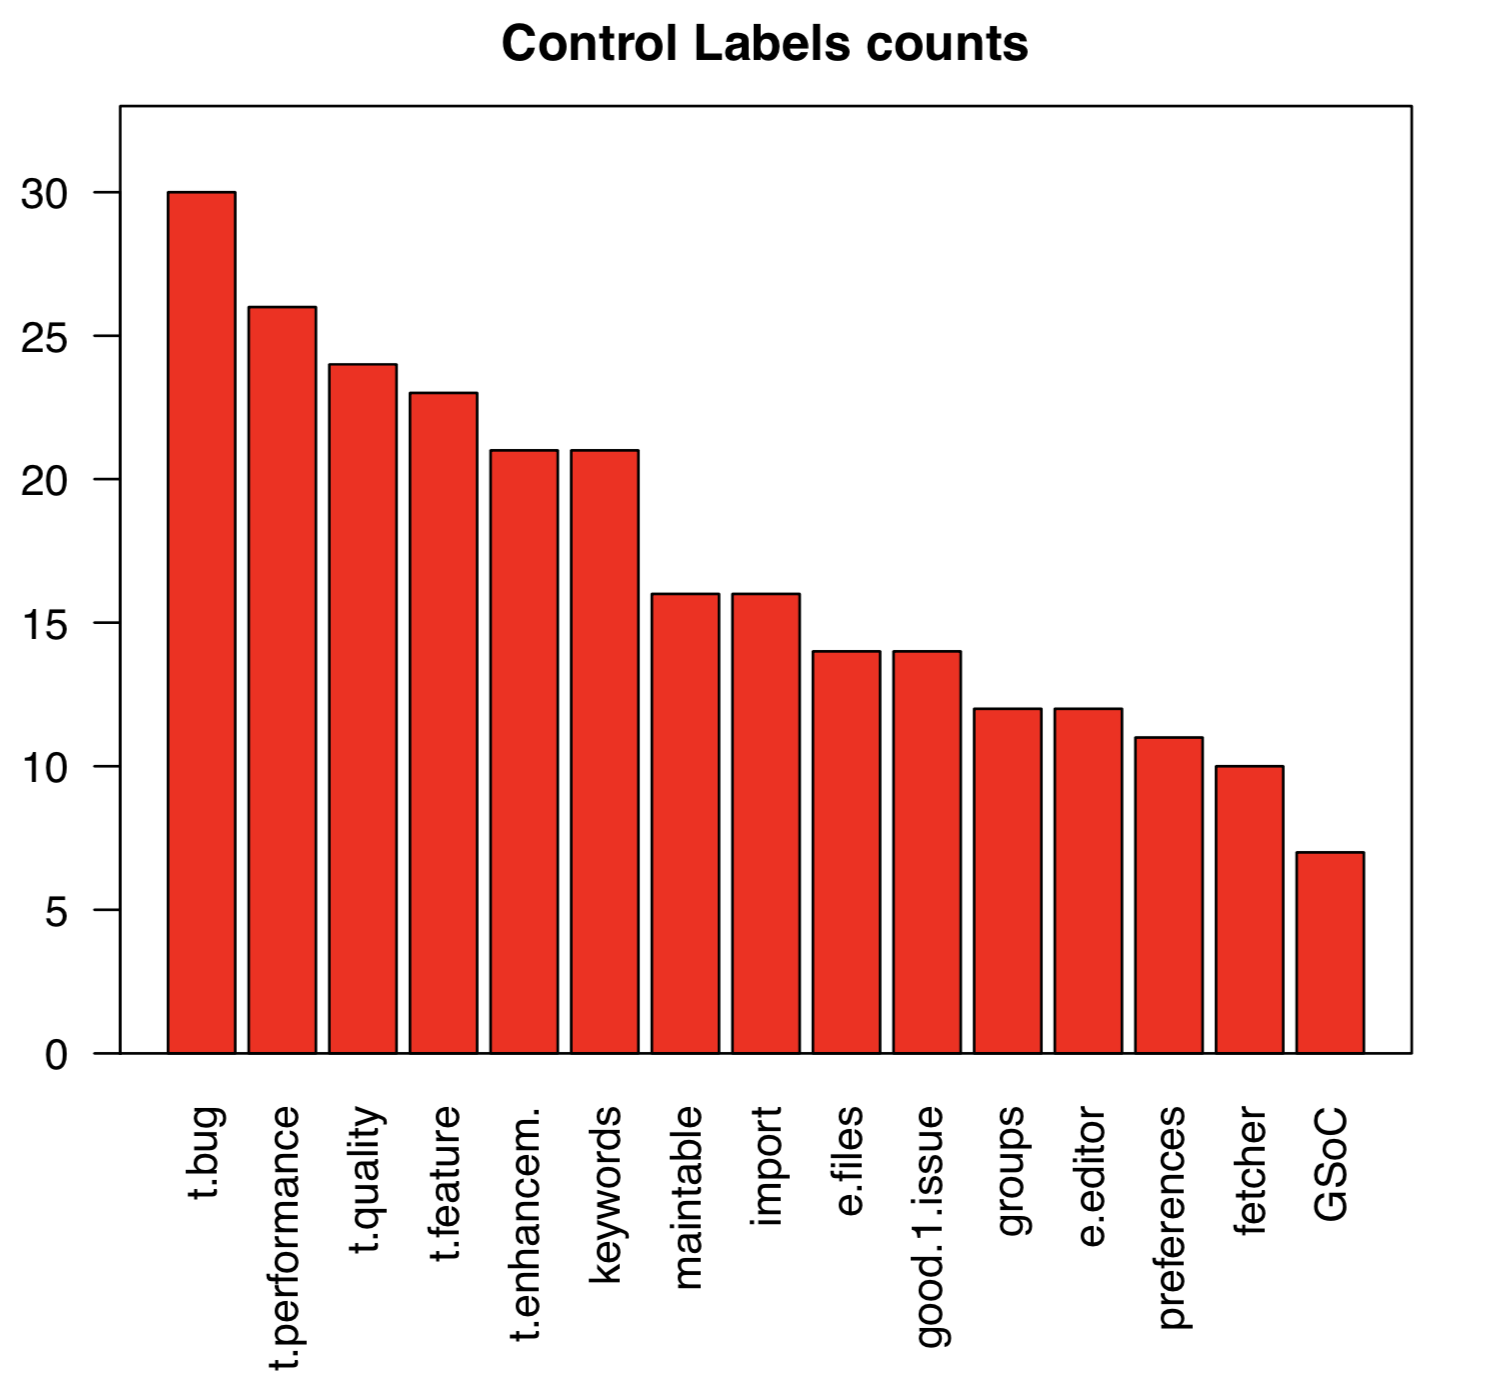 Control Labels counts
30
25
20
15
10
5
0
t.bug
t.performance
t.quality
t.feature
t.enhancem.
keywords
maintable
import
e.files
good.1.issue
groups
e.editor
preferences
fetcher
GSoC